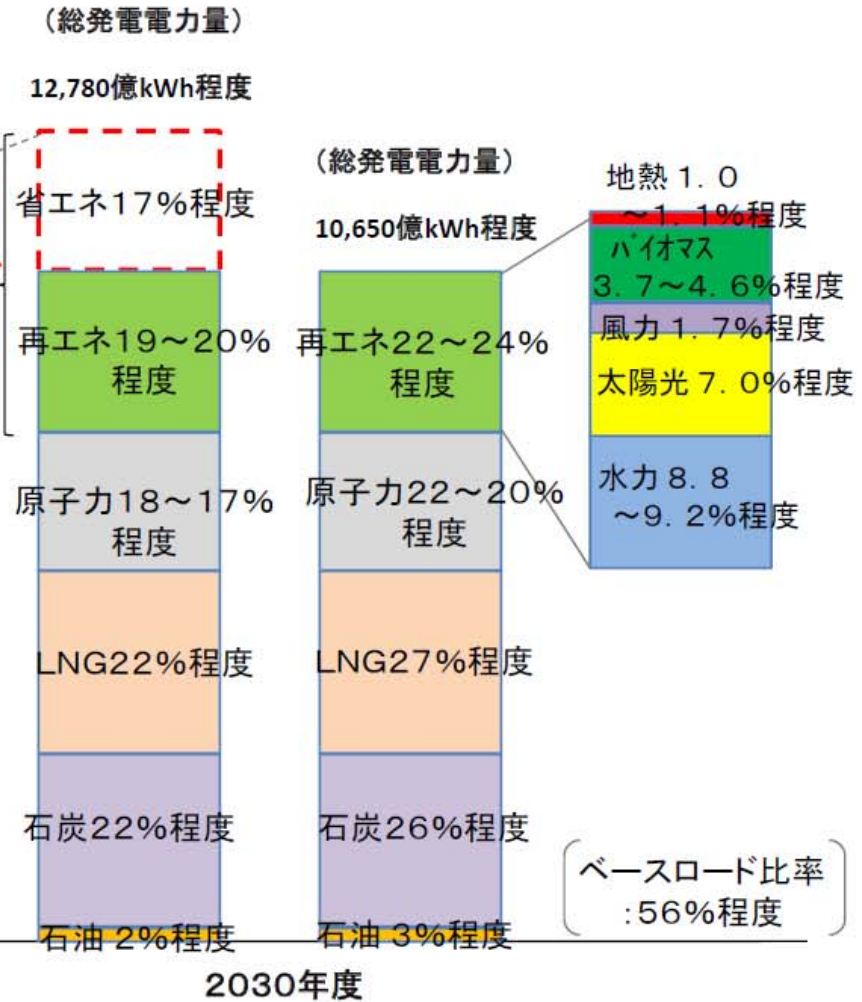 （総発電電力量）
12,780億kWh程度
省エネ17%程度
再エネ19～20%
程度
原子力18～17%
程度
LNG22%程度
石炭22%程度
石油 2%程度
（総発電電力量）
10,650億kWh程度
再エネ22～24%
程度
原子力22～20%
程度
LNG27%程度
石炭26%程度
石油 3%程度
地熱 1. 0
～1. 1%程度
バイオマス
3. 7～4. 6%程度
風力 1. 7%程度
太陽光 7. 0%程度
水力 8. 8
～9. 2%程度
ベースロード比率
:56%程度
2030年度